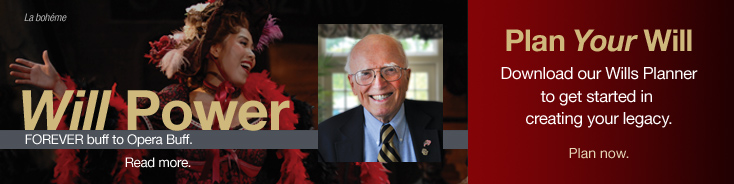 La bohéme
Will Power
FOREVER buff to Opera Buff.
Read more.
Plan Your Will
Download our Wills Planner
to get started in
creating your legacy.
Plan now.